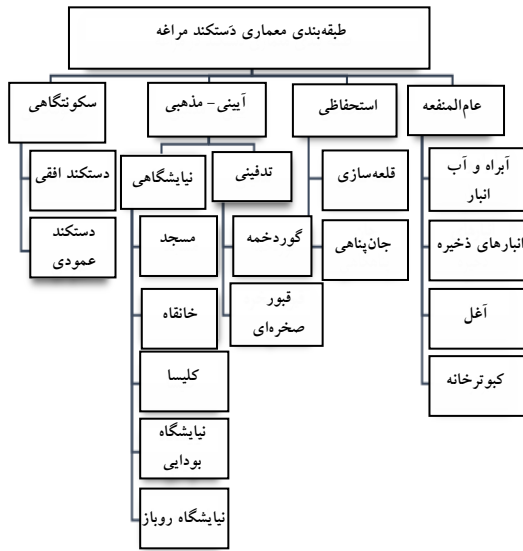 طبقه‌بندی معماری دَستکند مراغه
عام‌المنفعه
استحفاظی
آیینی- مذهبی
سکونتگاهی
آبراه و آب
انبار
انبارهای ذخیره
آغل
کبوترخانه
قلعه‌سازی
جان‌پناهی
تدفینی
گوردخمه
قبور
صخره‌ای
نیایشگاهی
مسجد
خانقاه
کلیسا
نیایشگاه
بودایی
نیایشگاه روباز
دستکند افقی
دستکند
عمودی